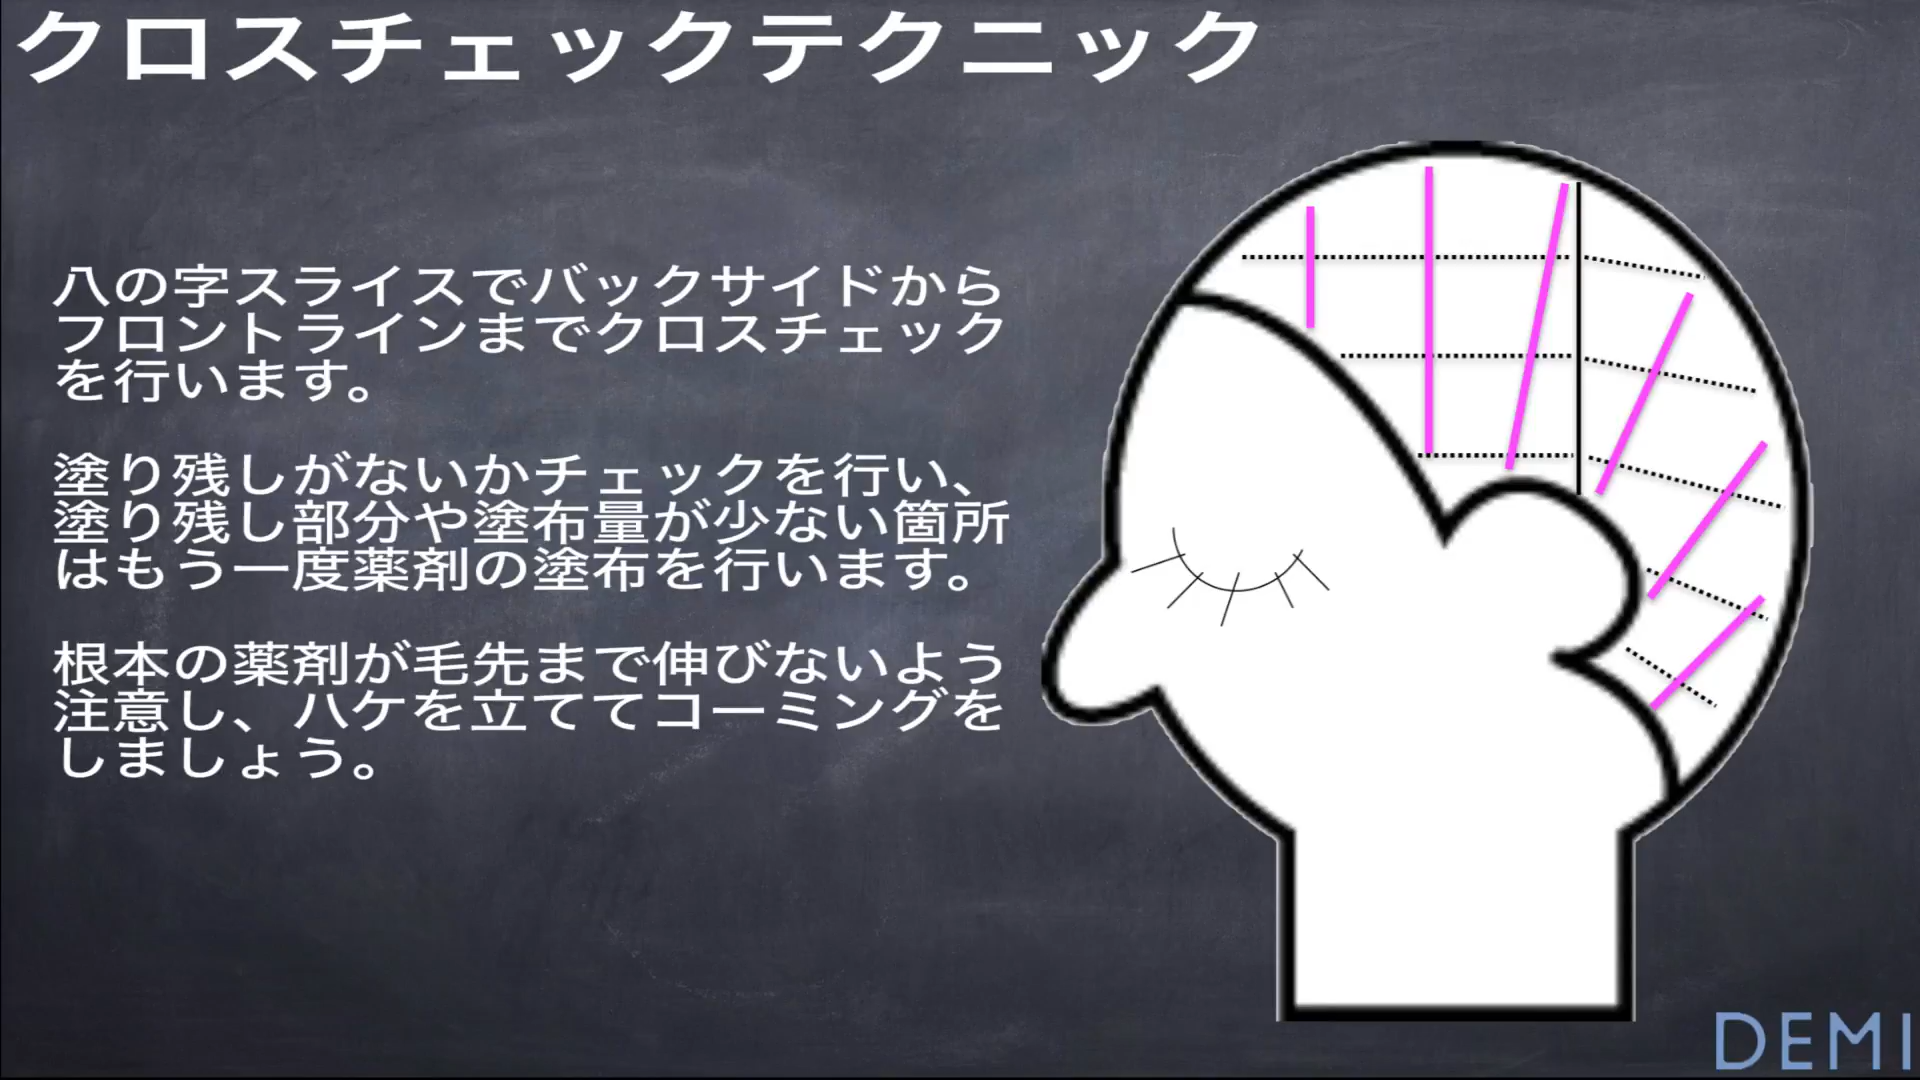 クロスチェックテクニック
八の字スライスでバックサイドから
フロントラインまでクロスチェック
を行います。
塗り残しがないかチェックを行い、
塗り残し部分や塗布量が少ない箇所
はもう一度薬剤の塗布を行います。
根本の薬剤が毛先まで伸びないよう
注意し、ハケを立ててコーミングを
しましょう。
DEMI